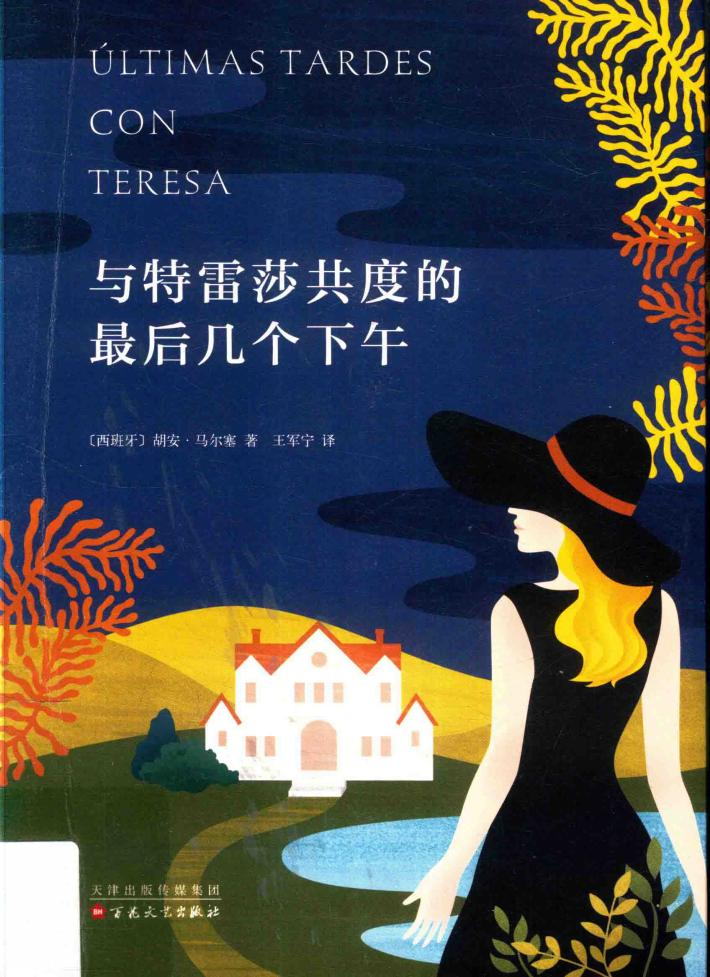 ÚLTIMAS TARDES
CON
TERESA
与特雷莎共度的
最后几个下午
〔西班牙〕胡安·马尔塞 著 王军宁 译
天津出版传媒集团
BH 百花文艺出版社